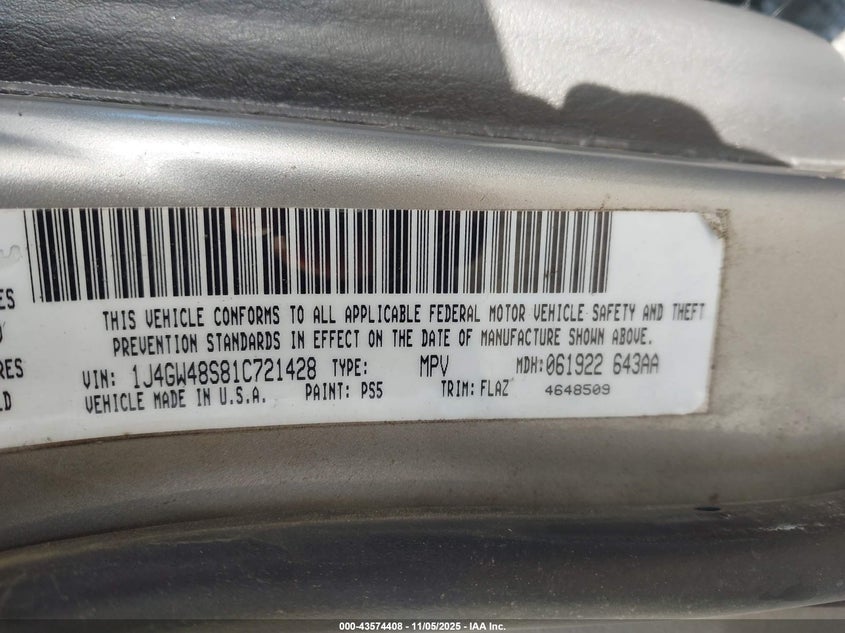 THIS VEHICLE CONFORMS TO ALL APPLICABLE FEDERAL MOTOR VEHICLE SAFETY AND THEFT
PREVENTION STANDARDS IN EFFECT ON THE DATE OF MANUFACTURE SHOWN ABOVE.
VIN: 1J4GW48S81C721428 TYPE: MPV MDH: 061922 643AA
VEHICLE MADE IN U.S.A. PAINT: PS5 TRIM: FLAZ 4648509
000-43574408 - 11/05/2025 - IAA Inc.